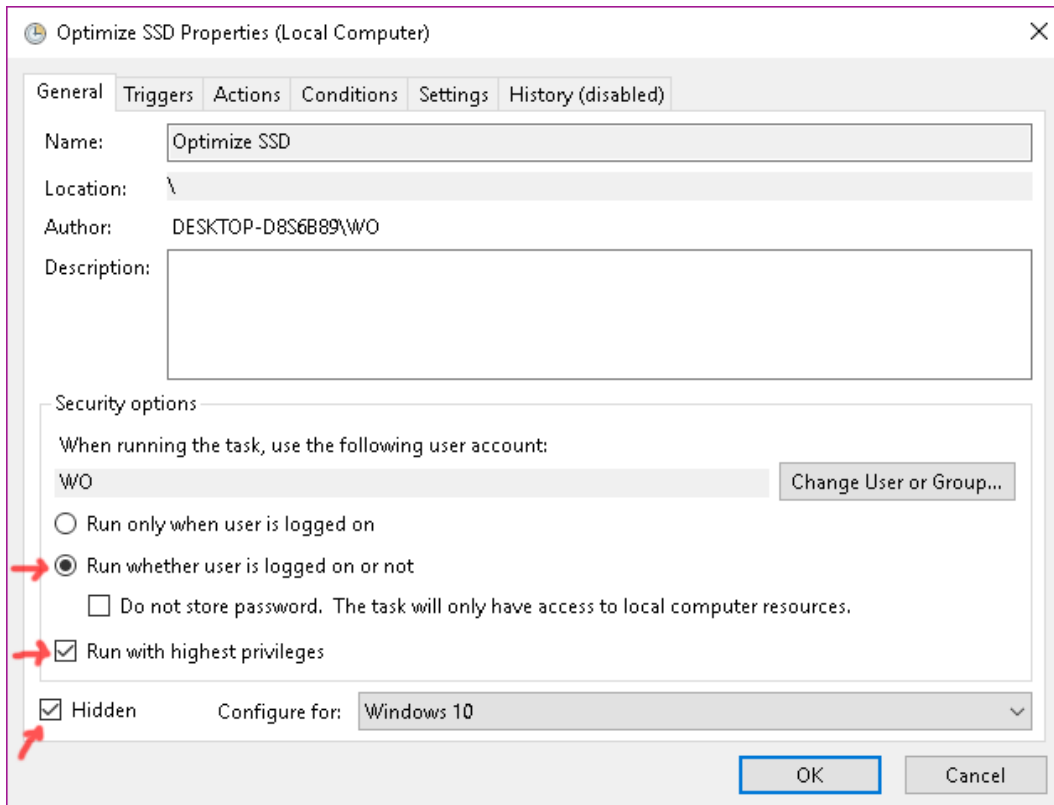 Optimize SSD Properties (Local Computer)
General Triggers Actions Conditions Settings History (disabled)
Name: Optimize SSD
Location: \
Author: DESKTOP-D8S6B89\WO
Description:
Security options
When running the task, use the following user account:
WO Change User or Group...
Run only when user is logged on
Run whether user is logged on or not
Do not store password. The task will only have access to local computer resources.
Run with highest privileges
Hidden Configure for: Windows 10
OK Cancel